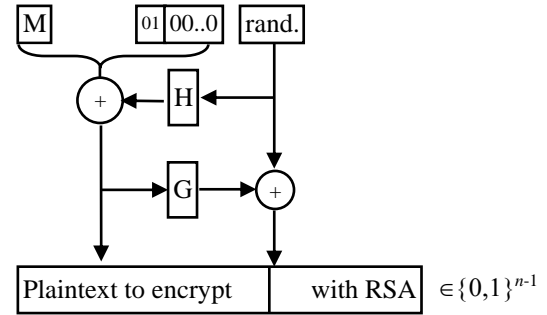 M 01 00..0 rand.
+ H
G +
Plaintext to encrypt with RSA ∈{0,1}ⁿ⁻¹